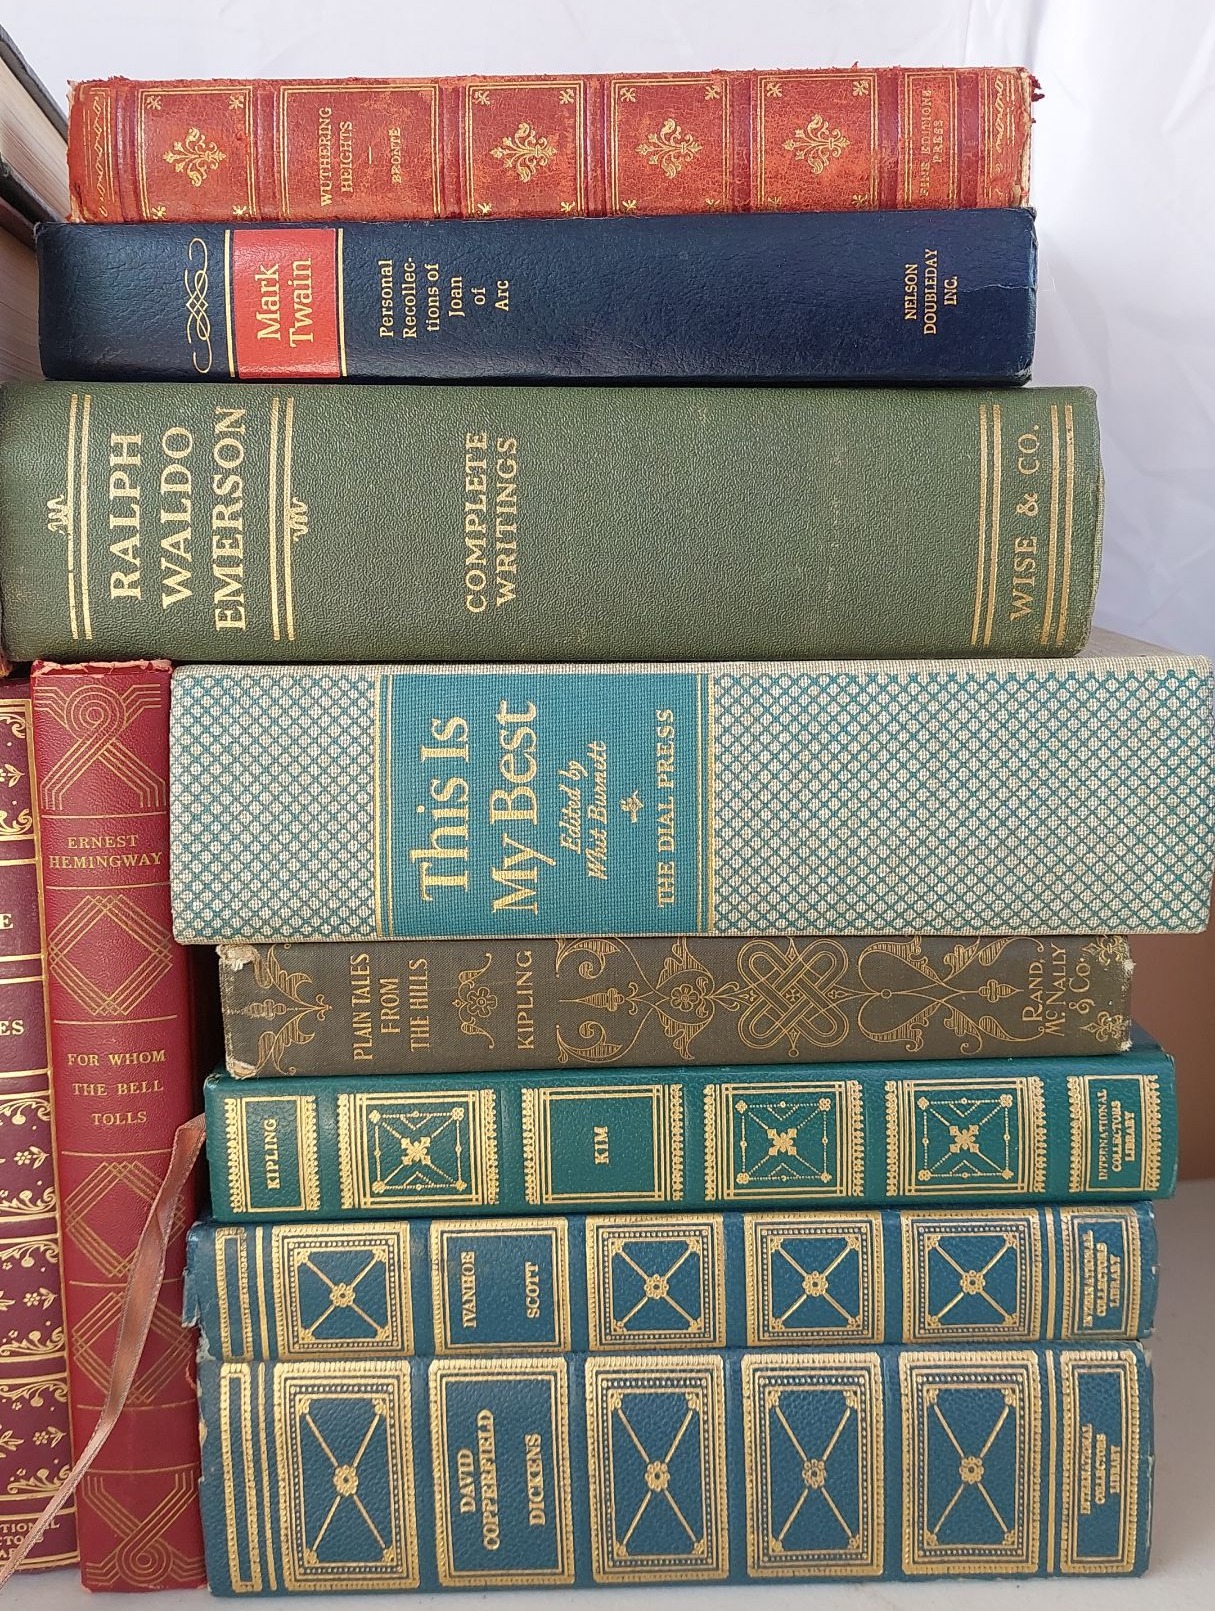 WUTHERING
HEIGHTS
—
BRONTE
PRESS
Mark
Twain
Personal
Recollec-
tions of
Joan
of
Arc
NELSON
DOUBLEDAY
INC.
RALPH
WALDO
EMERSON
COMPLETE
WRITINGS
WISE & CO.
This Is
My Best
Edited by
Whit Burnett
THE DIAL PRESS
PLAIN TALES
FROM
THE HILLS
KIPLING
RAND,
McNALLY
& CO.
KIPLING
KIM
INTERNATIONAL
COLLECTORS
LIBRARY
IVANHOE
SCOTT
INTERNATIONAL
COLLECTORS
LIBRARY
DAVID
COPPERFIELD
DICKENS
INTERNATIONAL
COLLECTORS
LIBRARY
ERNEST
HEMINGWAY
FOR WHOM
THE BELL
TOLLS
E
ES